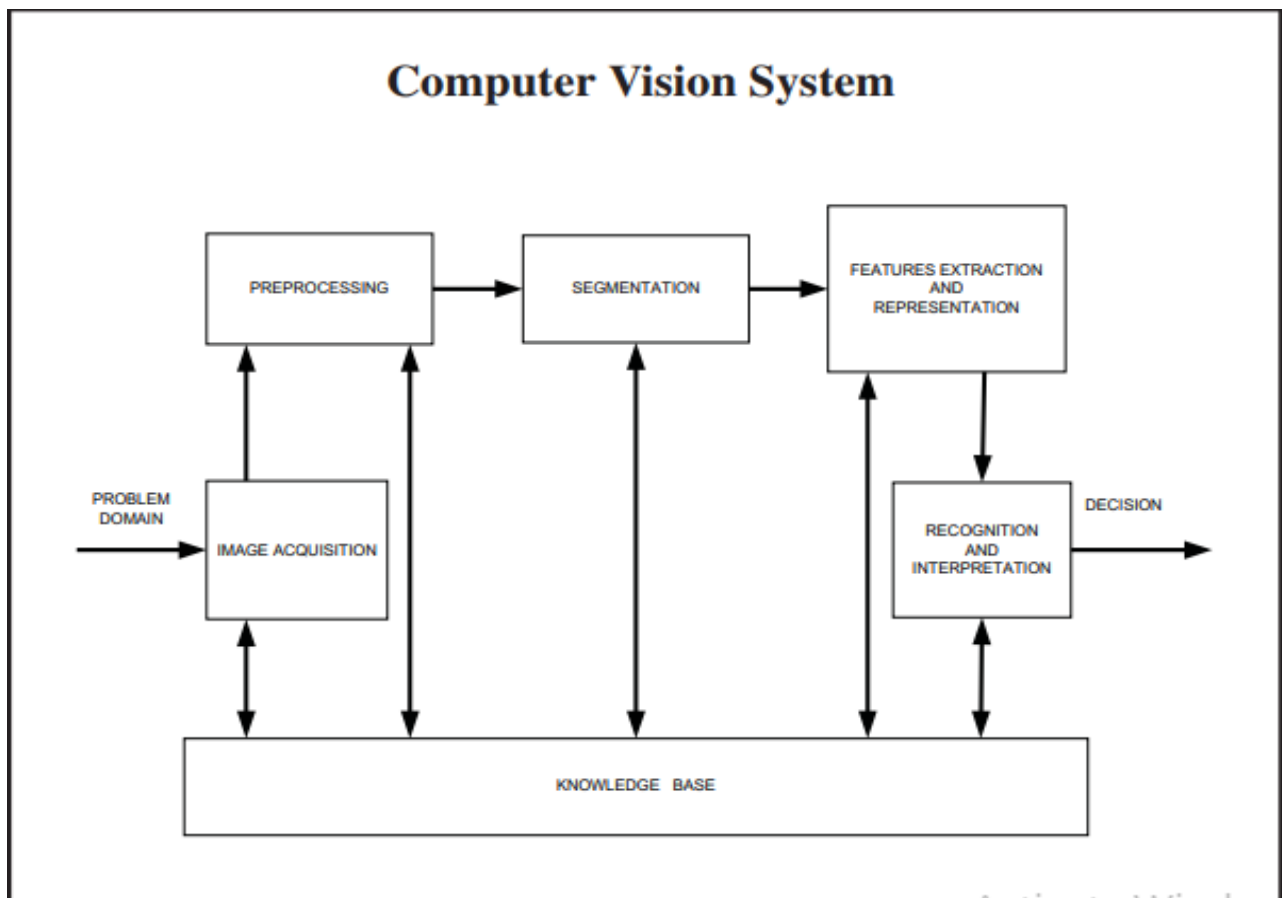 Computer Vision System
PREPROCESSING
SEGMENTATION
FEATURES EXTRACTION
AND
REPRESENTATION
PROBLEM
DOMAIN
IMAGE ACQUISITION
RECOGNITION
AND
INTERPRETATION
DECISION
KNOWLEDGE BASE